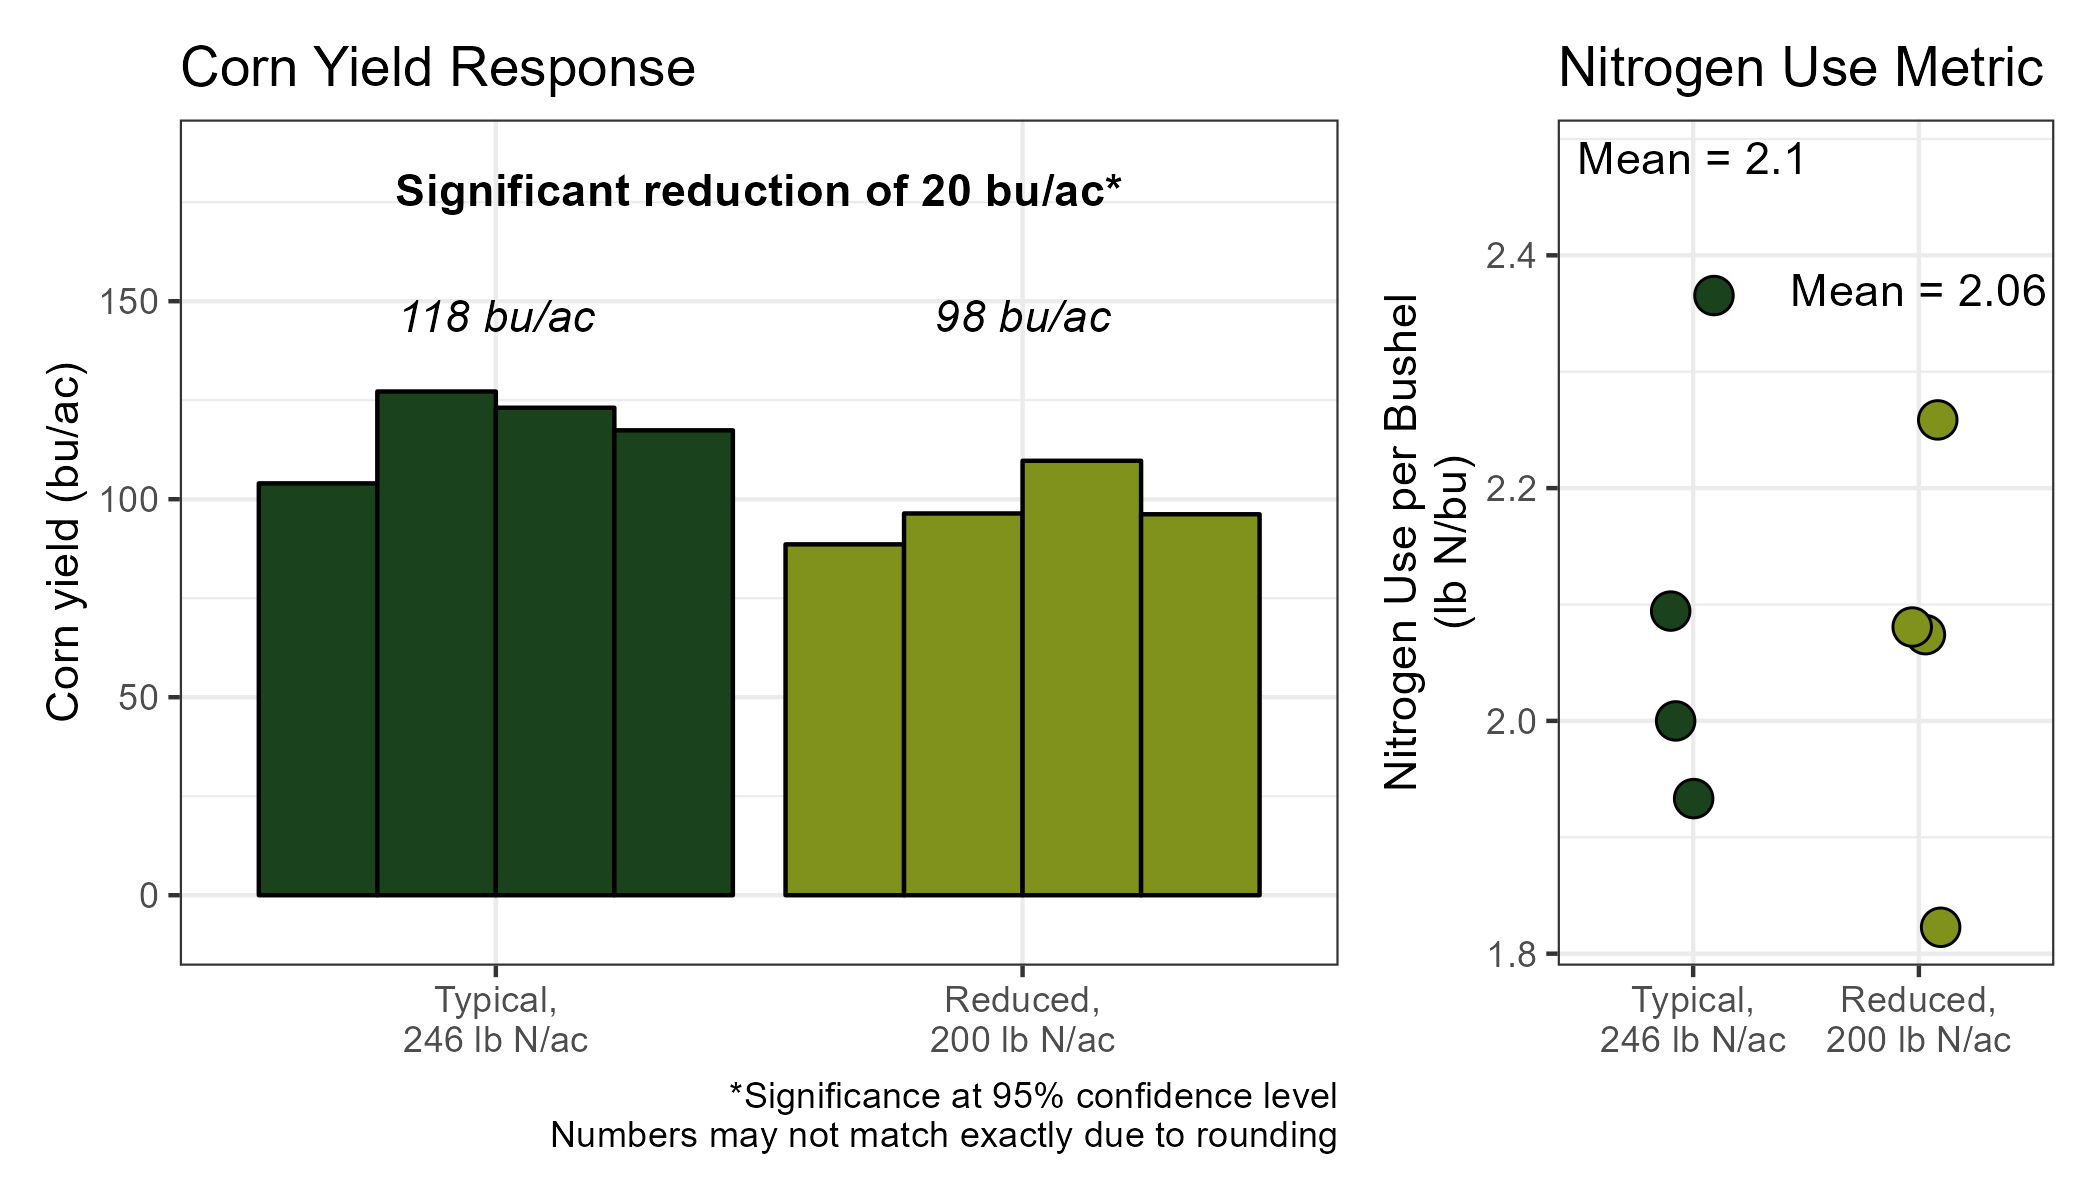 Corn Yield Response
Significant reduction of 20 bu/ac*
118 bu/ac
98 bu/ac
Corn yield (bu/ac)
150
100
50
0
Typical,
246 lb N/ac
Reduced,
200 lb N/ac
*Significance at 95% confidence level
Numbers may not match exactly due to rounding
Nitrogen Use Metric
Mean = 2.1
Mean = 2.06
Nitrogen Use per Bushel
(lb N/bu)
2.4
2.2
2.0
1.8
Typical,
246 lb N/ac
Reduced,
200 lb N/ac